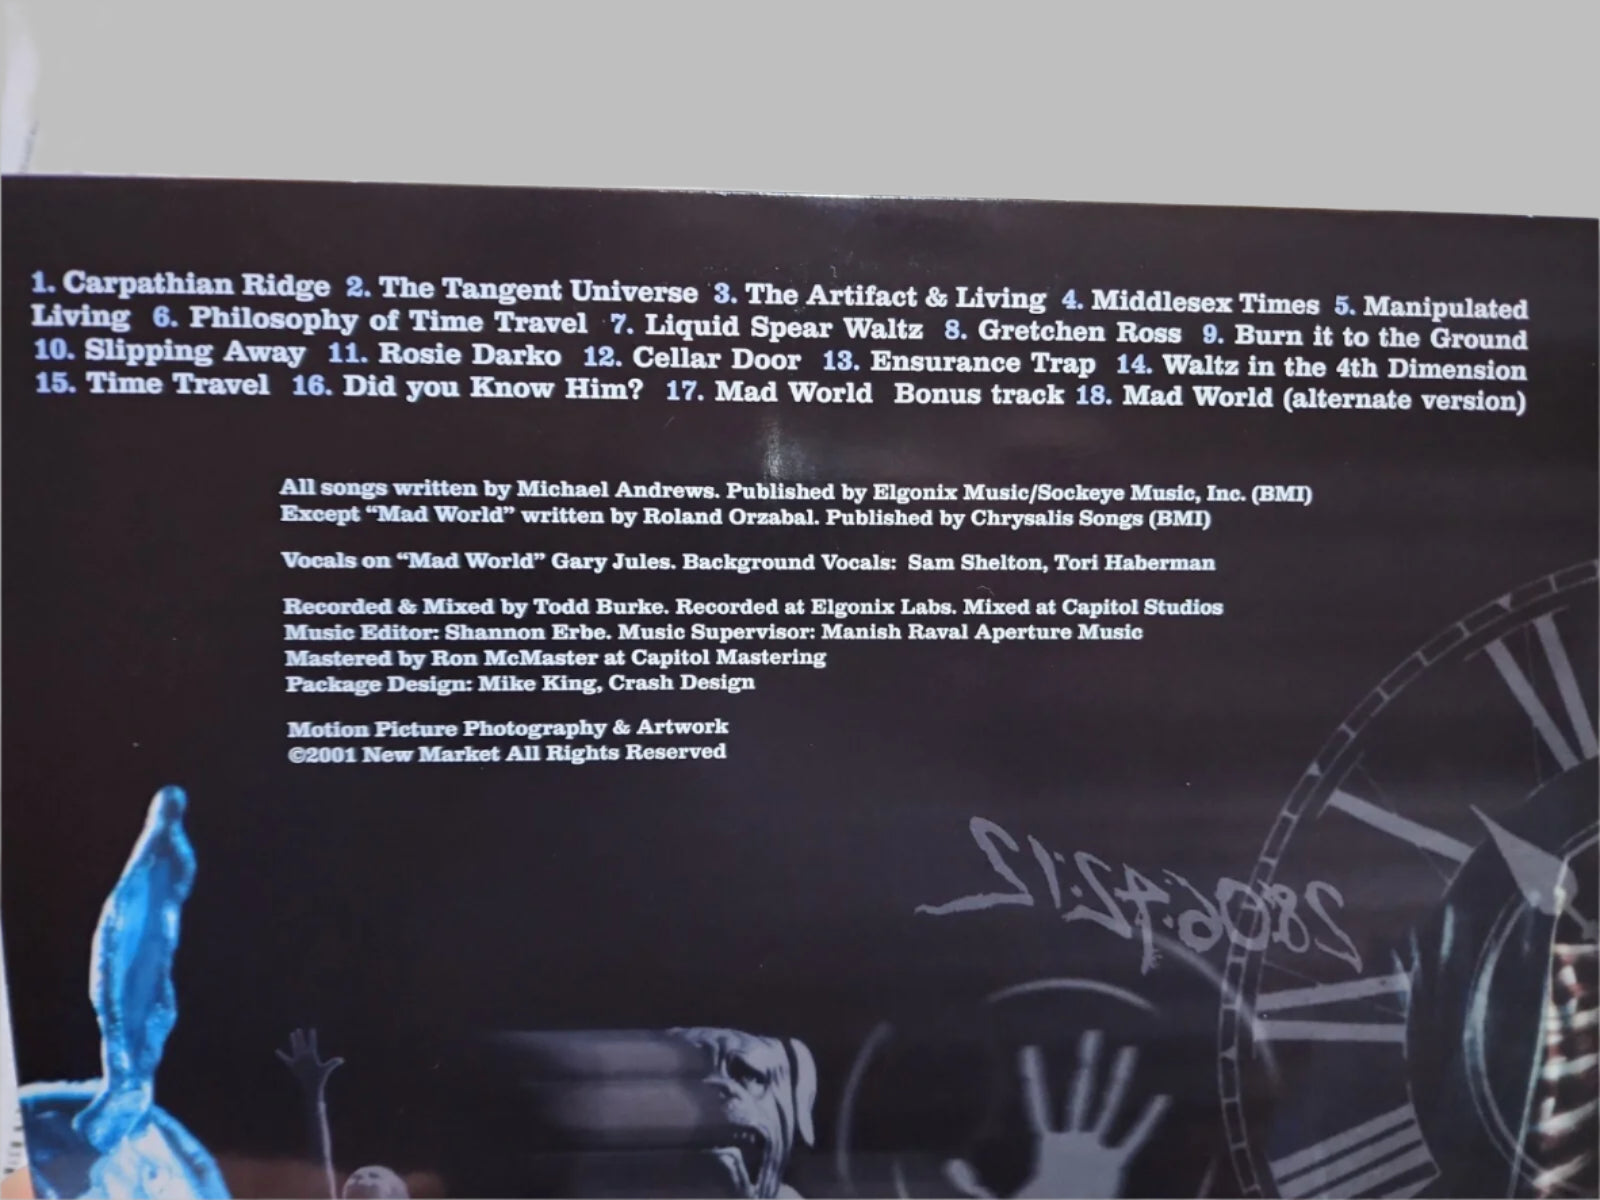 1. Carpathian Ridge 2. The Tangent Universe 3. The Artifact & Living 4. Middlesex Times 5. Manipulated
Living 6. Philosophy of Time Travel 7. Liquid Spear Waltz 8. Gretchen Ross 9. Burn it to the Ground
10. Slipping Away 11. Rosie Darko 12. Cellar Door 13. Ensurance Trap 14. Waltz in the 4th Dimension
15. Time Travel 16. Did you Know Him? 17. Mad World Bonus track 18. Mad World (alternate version)
All songs written by Michael Andrews. Published by Elgonix Music/Sockeye Music, Inc. (BMI)
Except “Mad World” written by Roland Orzabal. Published by Chrysalis Songs (BMI)
Vocals on “Mad World” Gary Jules. Background Vocals: Sam Shelton, Tori Haberman
Recorded & Mixed by Todd Burke. Recorded at Elgonix Labs. Mixed at Capitol Studios
Music Editor: Shannon Erbe. Music Supervisor: Manish Raval Aperture Music
Mastered by Ron McMaster at Capitol Mastering
Package Design: Mike King, Crash Design
Motion Picture Photography & Artwork
©2001 New Market All Rights Reserved
28:06:42:12